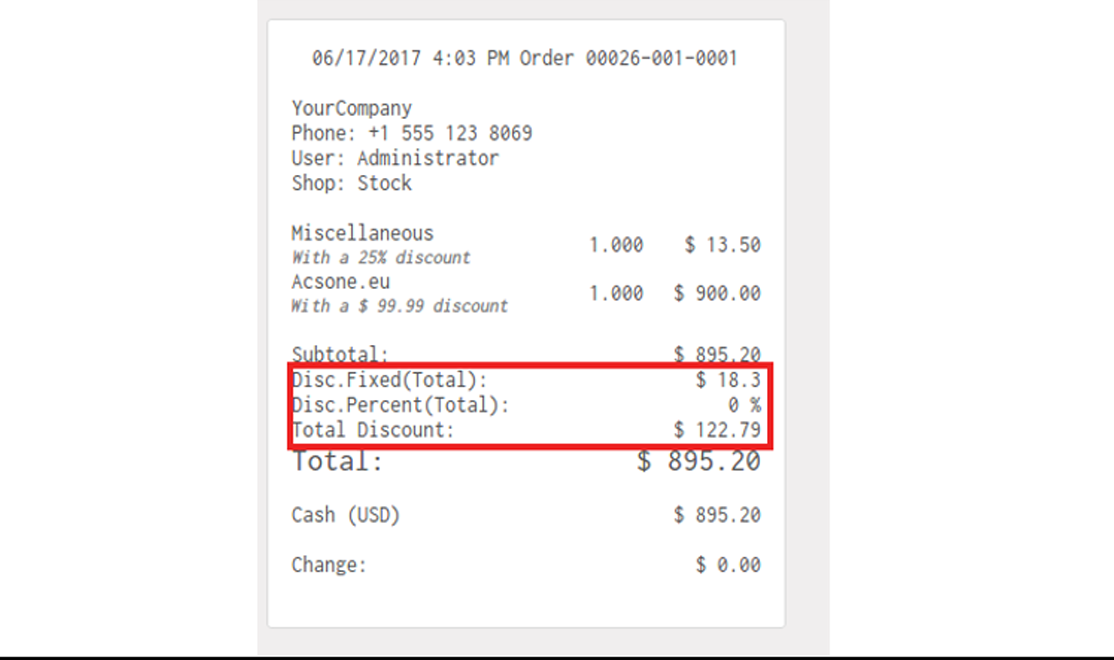 06/17/2017 4:03 PM Order 00026-001-0001
YourCompany
Phone: +1 555 123 8069
User: Administrator
Shop: Stock
Miscellaneous 1.000 $ 13.50
With a 25% discount
Acsone.eu 1.000 $ 900.00
With a $ 99.99 discount
Subtotal: $ 895.20
Disc.Fixed(Total): $ 18.3
Disc.Percent(Total): 0 %
Total Discount: $ 122.79
Total: $ 895.20
Cash (USD) $ 895.20
Change: $ 0.00